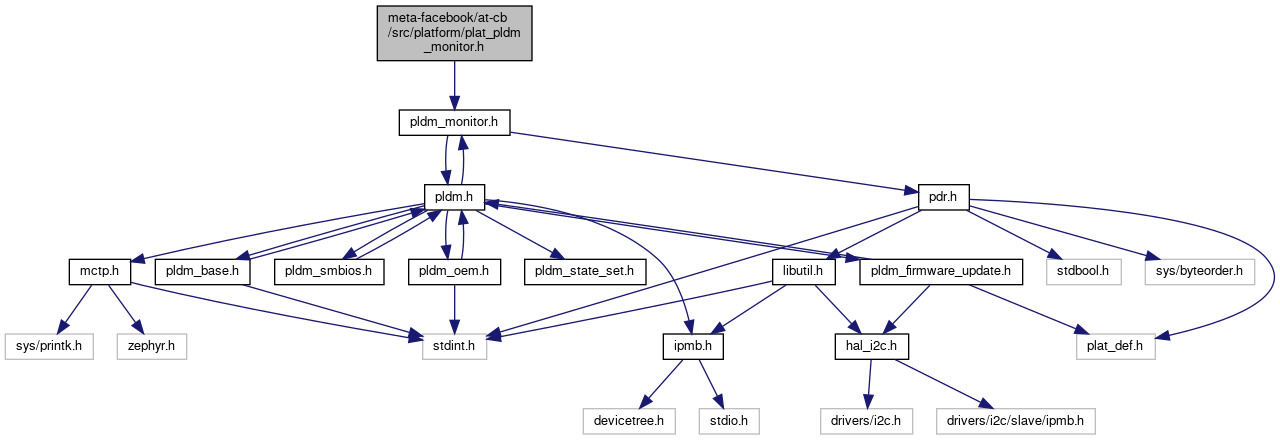 meta-facebook/at-cb
/src/platform/plat_pldm
_monitor.h
pldm_monitor.h
pldm.h
pdr.h
mctp.h
pldm_base.h
pldm_smbios.h
pldm_oem.h
pldm_state_set.h
libutil.h
pldm_firmware_update.h
stdbool.h
sys/byteorder.h
sys/printk.h
zephyr.h
stdint.h
ipmb.h
hal_i2c.h
plat_def.h
devicetree.h
stdio.h
drivers/i2c.h
drivers/i2c/slave/ipmb.h